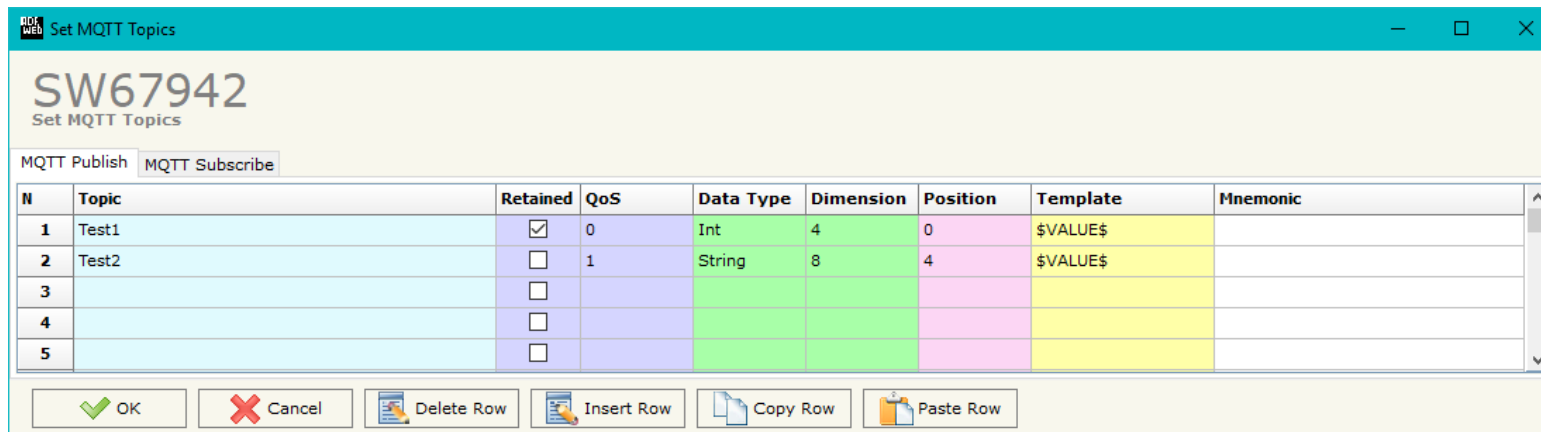 ADF WEB Set MQTT Topics
SW67942
Set MQTT Topics
MQTT Publish MQTT Subscribe
N Topic Retained QoS Data Type Dimension Position Template Mnemonic
1 Test1 0 Int 4 0 $VALUE$
2 Test2 1 String 8 4 $VALUE$
3
4
5
OK Cancel Delete Row Insert Row Copy Row Paste Row